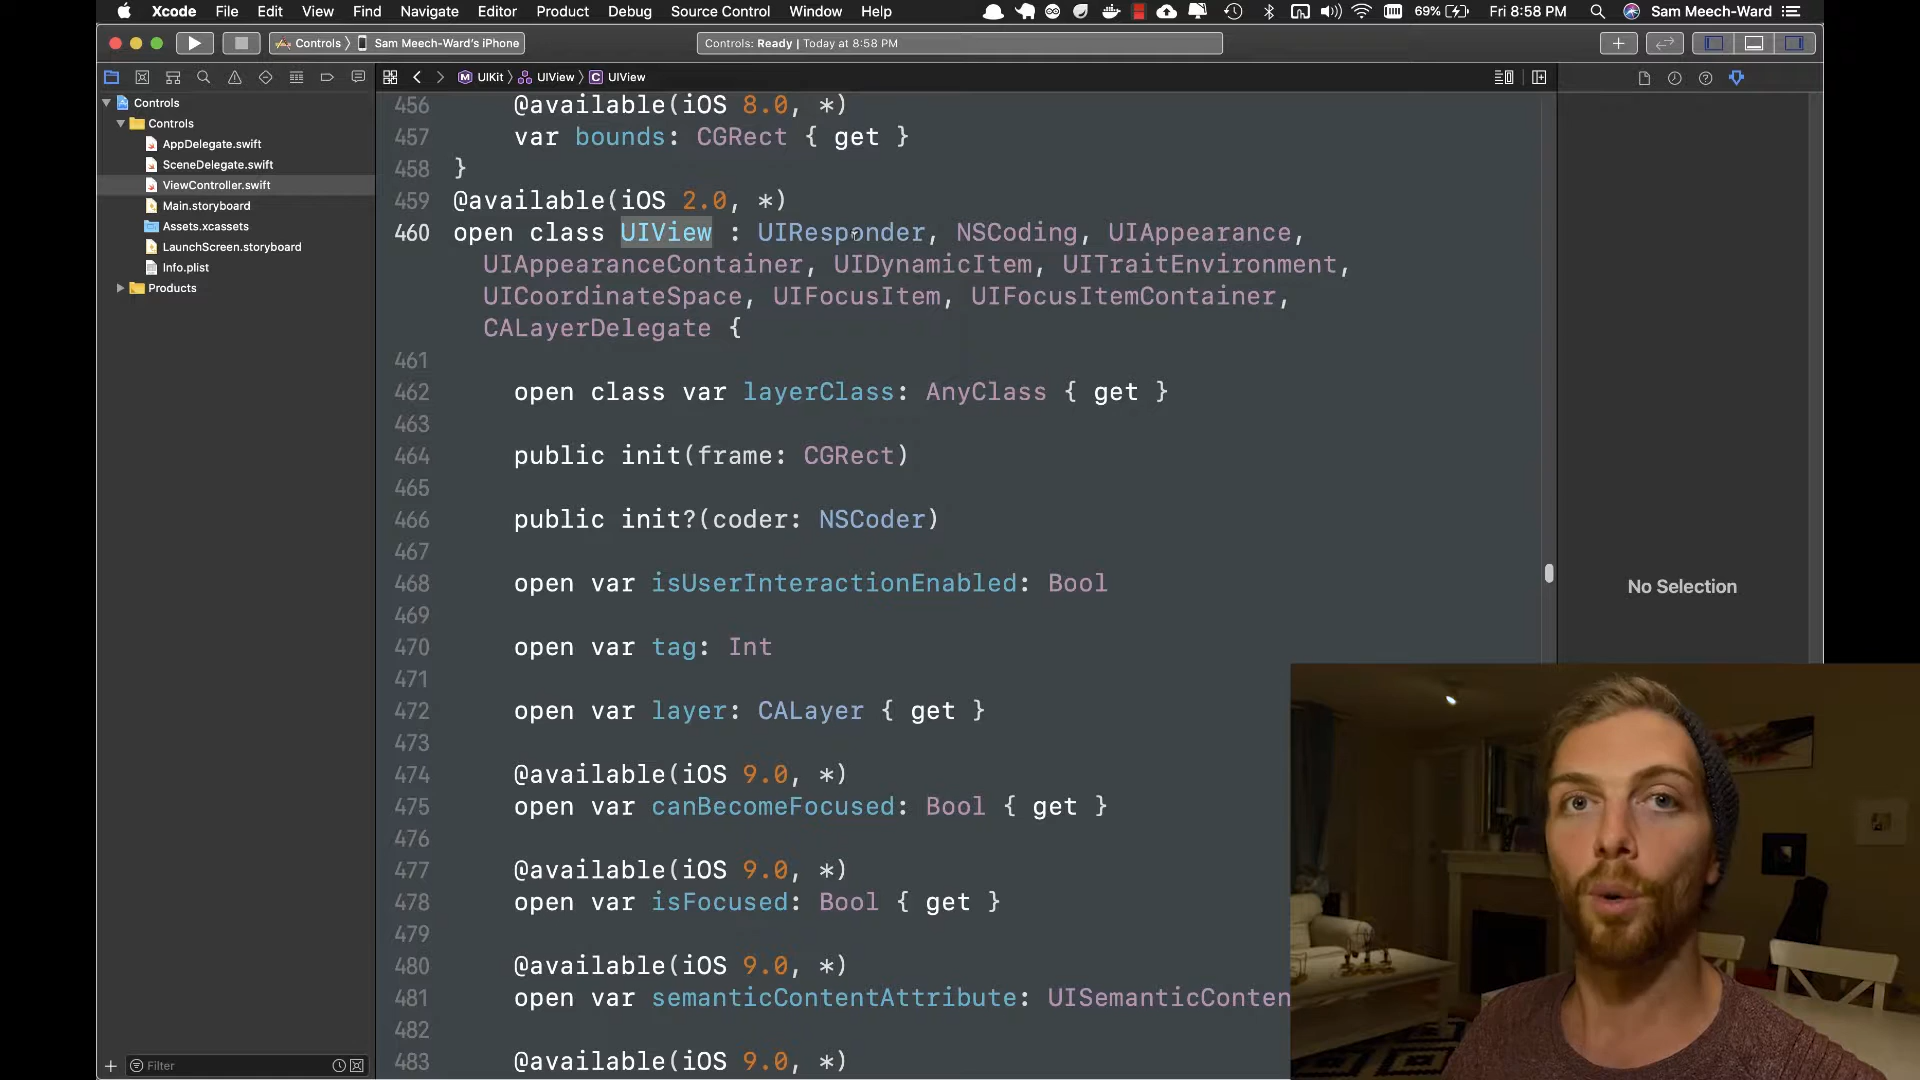 Xcode File Edit View Find Navigate Editor Product Debug Source Control Window Help 69% Fri 8:58 PM Sam Meech-Ward
Controls Sam Meech-Ward's iPhone Controls: Ready | Today at 8:58 PM
UIKit UIView C UIView
Controls
Controls
AppDelegate.swift
SceneDelegate.swift
ViewController.swift
Main.storyboard
Assets.xcassets
LaunchScreen.storyboard
Info.plist
Products
456 @available(iOS 8.0, *)
457 var bounds: CGRect { get }
458 }
459 @available(iOS 2.0, *)
460 open class UIView : UIResponder, NSCoding, UIAppearance,
UIAppearanceContainer, UIDynamicItem, UITraitEnvironment,
UICoordinateSpace, UIFocusItem, UIFocusItemContainer,
CALayerDelegate {
461
462 open class var layerClass: AnyClass { get }
463
464 public init(frame: CGRect)
465
466 public init?(coder: NSCoder)
467
468 open var isUserInteractionEnabled: Bool
469
470 open var tag: Int
471
472 open var layer: CALayer { get }
473
474 @available(iOS 9.0, *)
475 open var canBecomeFocused: Bool { get }
476
477 @available(iOS 9.0, *)
478 open var isFocused: Bool { get }
479
480 @available(iOS 9.0, *)
481 open var semanticContentAttribute: UISemanticConten
482
483 @available(iOS 9.0, *)
No Selection
Filter